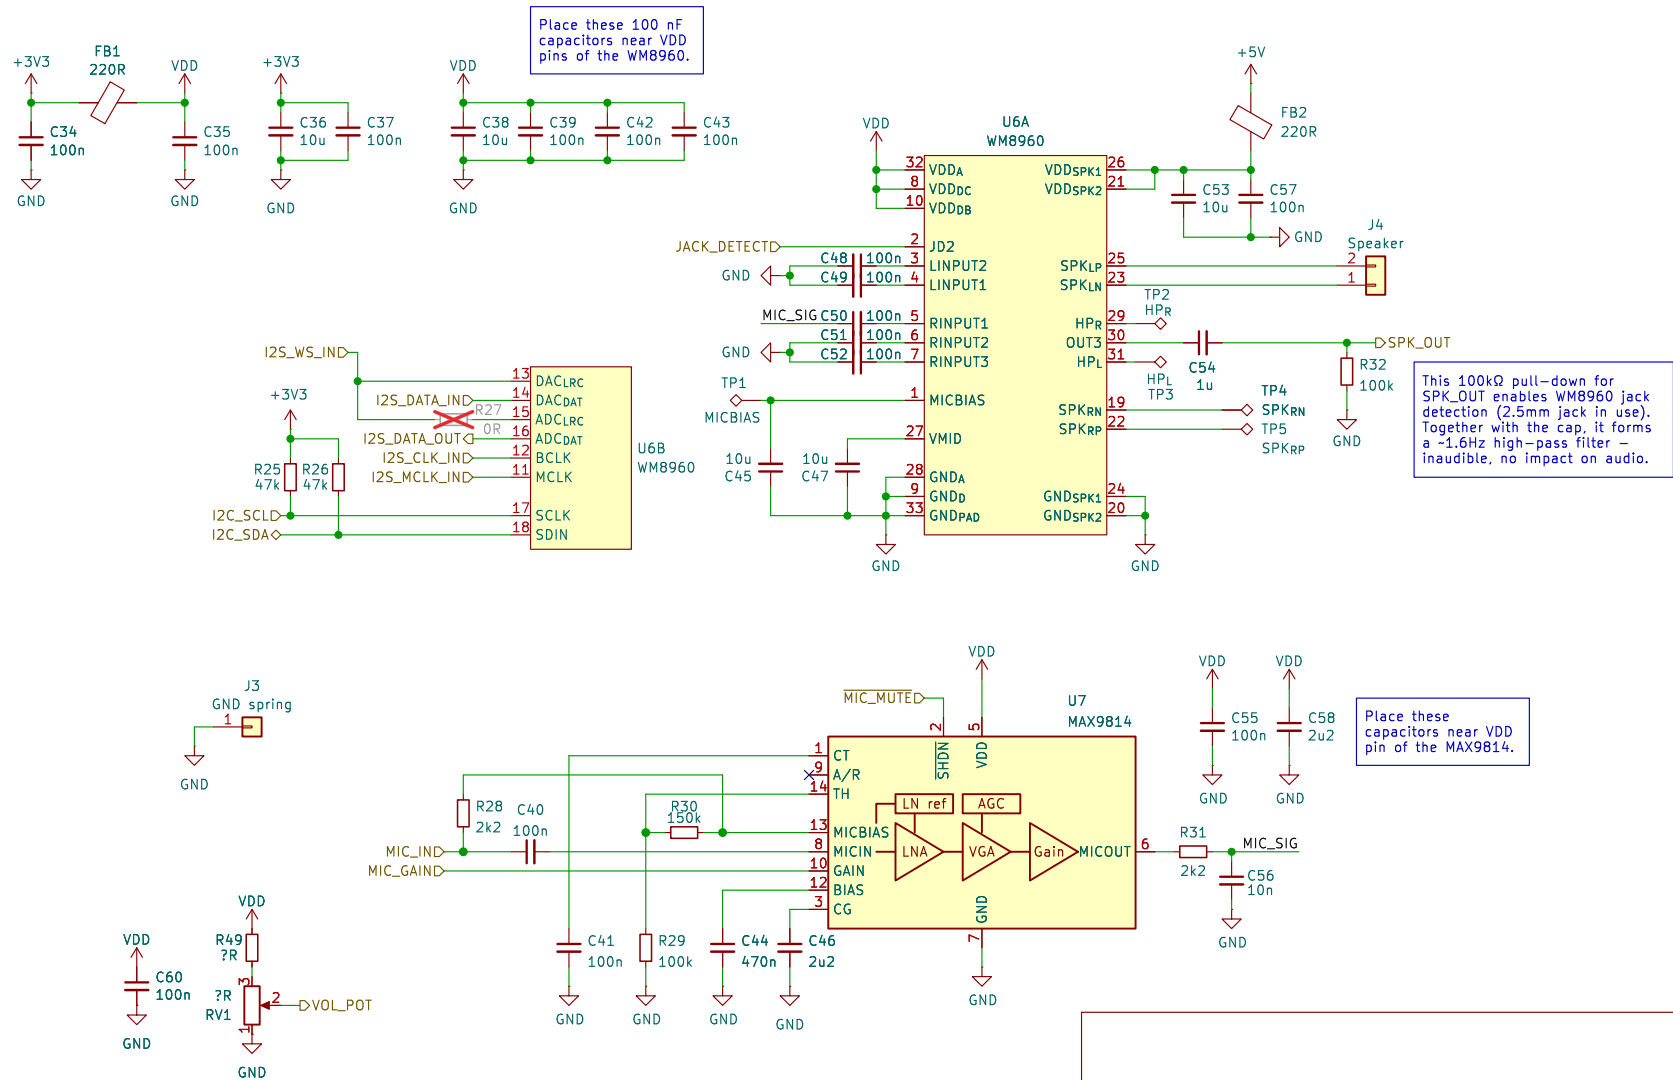 Place these 100 nF
capacitors near VDD
pins of the WM8960.
+3V3
FB1
220R
VDD
C34
100n
C35
100n
GND
GND
+3V3
C36
10u
C37
100n
GND
VDD
C38
10u
C39
100n
C42
100n
C43
100n
GND
U6A
WM8960
VDD
32 VDDA
8 VDDDC
10 VDDDB
JACK_DETECT
2 JD2
GND
C48 100n 3 LINPUT2
C49 100n 4 LINPUT1
MIC_SIG C50 100n 5 RINPUT1
C51 100n 6 RINPUT2
GND
C52 100n 7 RINPUT3
TP1
MICBIAS
1 MICBIAS
27 VMID
10u
C45
10u
C47
28 GNDA
9 GNDD
33 GNDPAD
GND
+5V
FB2
220R
VDDSPK1 26
VDDSPK2 21
C53
10u
C57
100n
GND
J4
Speaker
SPKLP 25 2
SPKLN 23 1
TP2
HPR
HPR 29
OUT3 30
HPL 31
C54
1u
SPK_OUT
R32
100k
GND
HPL
TP3
SPKRN 19
SPKRP 22
TP4
SPKRN
TP5
SPKRP
GNDSPK1 24
GNDSPK2 20
GND
This 100kΩ pull-down for
SPK_OUT enables WM8960 jack
detection (2.5mm jack in use).
Together with the cap, it forms
a ~1.6Hz high-pass filter –
inaudible, no impact on audio.
I2S_WS_IN
13 DACLRC
I2S_DATA_IN 14 DACDAT
R27
0R
15 ADCLRC
I2S_DATA_OUT 16 ADCDAT
I2S_CLK_IN 12 BCLK
I2S_MCLK_IN 11 MCLK
+3V3
R25
47k
R26
47k
I2C_SCL 17 SCLK
I2C_SDA 18 SDIN
U6B
WM8960
J3
GND spring
1
GND
VDD
MIC_MUTE
U7
MAX9814
2 SHDN
5 VDD
1 CT
9 A/R
14 TH
13 MICBIAS
8 MICIN
10 GAIN
12 BIAS
3 CG
LN ref
AGC
LNA
VGA
Gain
MICOUT 6
GND
7
GND
R28
2k2
C40
100n
R30
150k
MIC_IN
MIC_GAIN
C41
100n
GND
R29
100k
GND
C44
470n
GND
C46
2u2
GND
R31
2k2
MIC_SIG
C56
10n
GND
VDD
C55
100n
GND
VDD
C58
2u2
GND
Place these
capacitors near VDD
pin of the MAX9814.
VDD
C60
100n
GND
VDD
R49
?R
3
?R
RV1
2
VOL_POT
1
GND